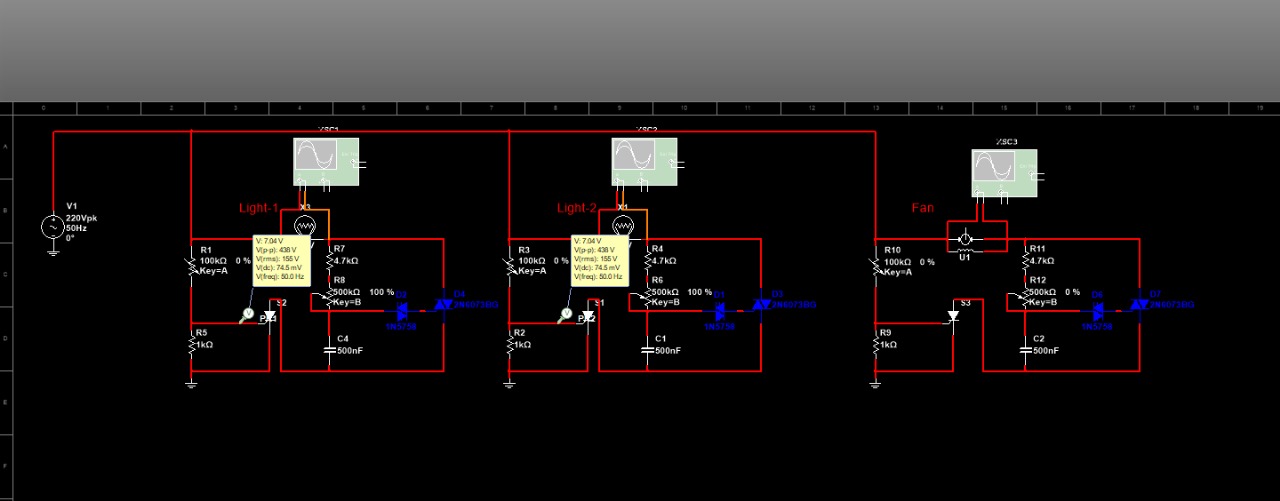 0 1 2 3 4 5 6 7 8 9 10 11 12 13 14 15 16 17 18 19
A
B
C
D
E
F
V1
220Vpk
50Hz
0°
XSC1
Light-1
R1
100kΩ 0 %
Key=A
V: 7.04 V
V(p-p): 438 V
V(rms): 155 V
V(dc): 74.5 mV
V(freq): 50.0 Hz
R7
4.7kΩ
R8
500kΩ 100 %
Key=B
D4
2N6073BG
V
S2
R5
1kΩ
C4
500nF
XSC2
Light-2
R3
100kΩ 0 %
Key=A
V: 7.04 V
V(p-p): 438 V
V(rms): 155 V
V(dc): 74.5 mV
V(freq): 50.0 Hz
R4
4.7kΩ
R6
500kΩ 100 %
Key=B
D1
1N5758
D3
2N6073BG
V
S1
R2
1kΩ
C1
500nF
XSC3
Fan
U1
R10
100kΩ 0 %
Key=A
R11
4.7kΩ
R12
500kΩ 0 %
Key=B
1N5758
D7
2N6073BG
S3
R9
1kΩ
C2
500nF